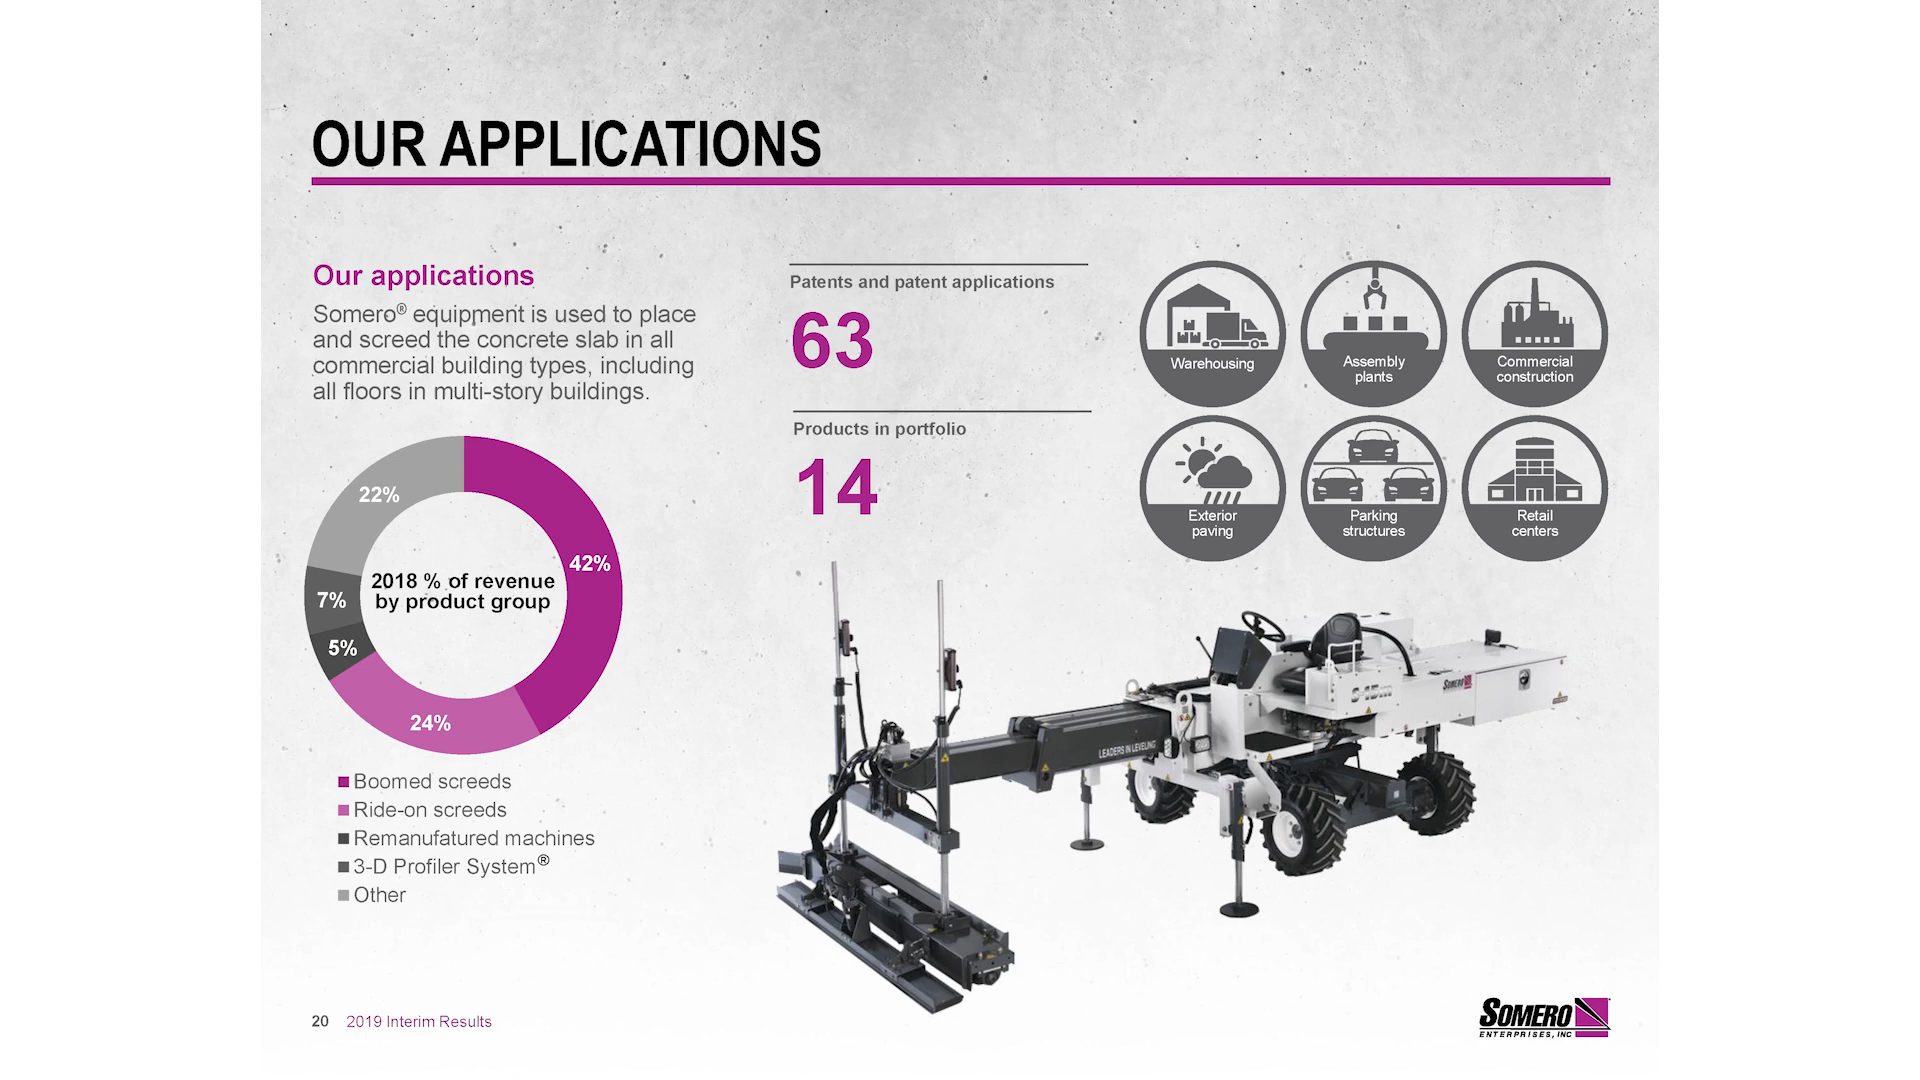 OUR APPLICATIONS
Our applications
Somero® equipment is used to place
and screed the concrete slab in all
commercial building types, including
all floors in multi-story buildings.
22%
42%
7%
5%
24%
2018 % of revenue
by product group
Boomed screeds
Ride-on screeds
Remanufatured machines
3-D Profiler System®
Other
Patents and patent applications
63
Products in portfolio
14
Warehousing
Assembly
plants
Commercial
construction
Exterior
paving
Parking
structures
Retail
centers
LEADERS IN LEVELING
S-15m
SOMERO
20 2019 Interim Results
SOMERO
ENTERPRISES, INC